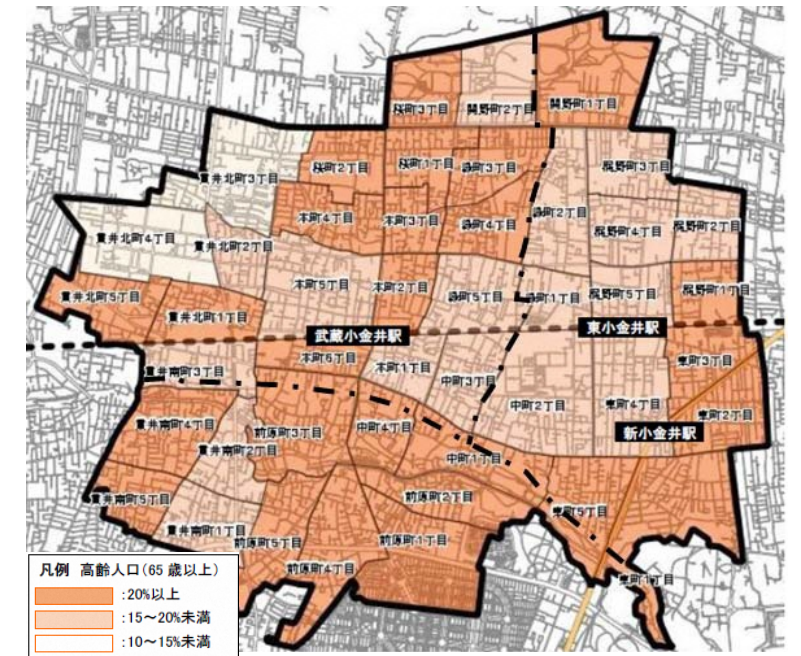 桜町3丁目
関野町2丁目
関野町1丁目
貫井北町3丁目
桜町2丁目
桜町1丁目
緑町3丁目
梶野町3丁目
本町4丁目
本町3丁目
緑町4丁目
緑町2丁目
梶野町4丁目
梶野町2丁目
貫井北町4丁目
貫井北町2丁目
貫井北町5丁目
貫井北町1丁目
本町5丁目
本町2丁目
緑町5丁目
緑町1丁目
梶野町5丁目
梶野町1丁目
武蔵小金井駅
東小金井駅
貫井南町3丁目
本町6丁目
本町1丁目
中町3丁目
東町3丁目
中町2丁目
東町4丁目
東町2丁目
貫井南町4丁目
貫井南町2丁目
前原町3丁目
中町4丁目
新小金井駅
中町1丁目
貫井南町5丁目
前原町2丁目
東町5丁目
貫井南町1丁目
前原町5丁目
前原町1丁目
前原町4丁目
東町1丁目
凡例 高齢人口(65歳以上)
:20%以上
:15~20%未満
:10~15%未満